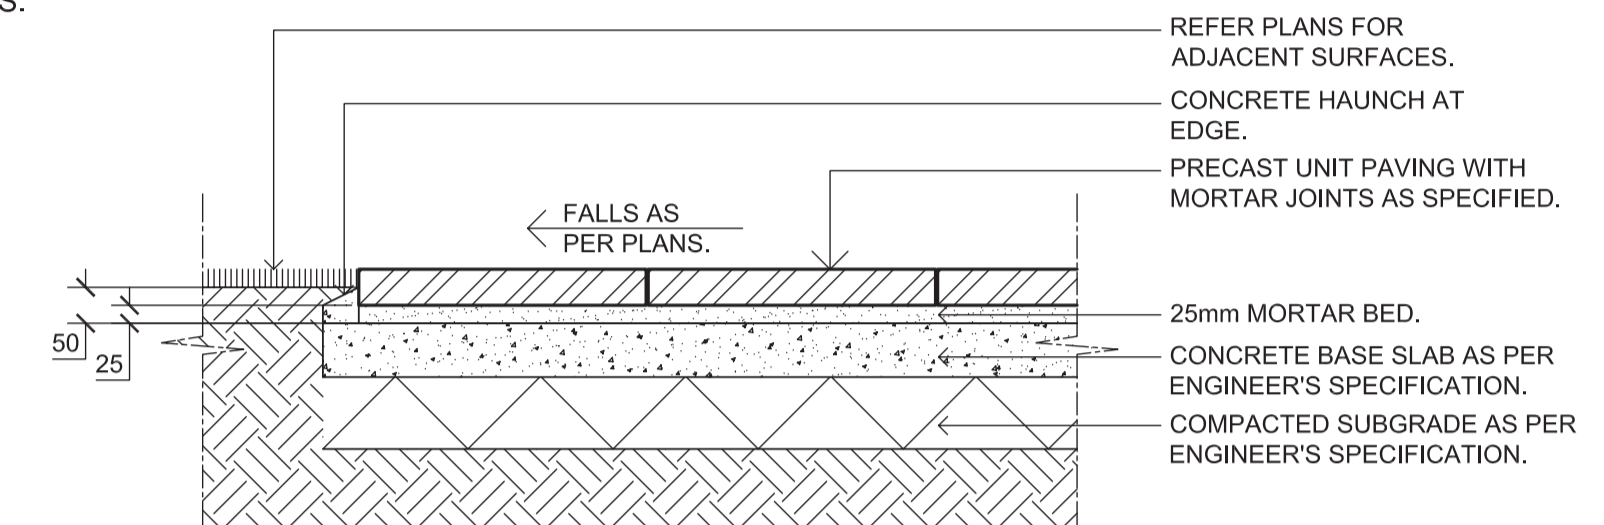 S.
REFER PLANS FOR
ADJACENT SURFACES.
CONCRETE HAUNCH AT
EDGE.
PRECAST UNIT PAVING WITH
MORTAR JOINTS AS SPECIFIED.
FALLS AS
PER PLANS.
25mm MORTAR BED.
50
25
CONCRETE BASE SLAB AS PER
ENGINEER'S SPECIFICATION.
COMPACTED SUBGRADE AS PER
ENGINEER'S SPECIFICATION.